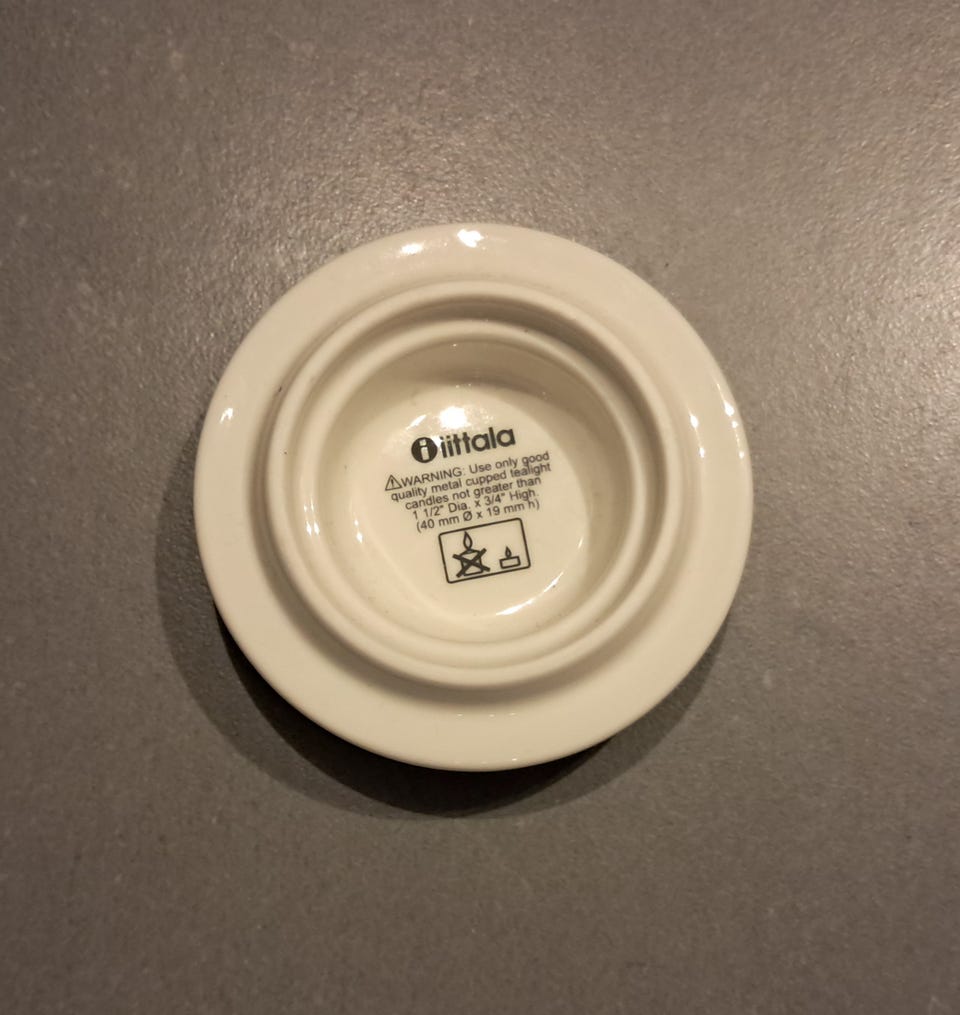 iittala
WARNING: Use only good
quality metal cupped tealight
candles not greater than
1 1/2" Dia. x 3/4" High.
(40 mm Ø x 19 mm h)